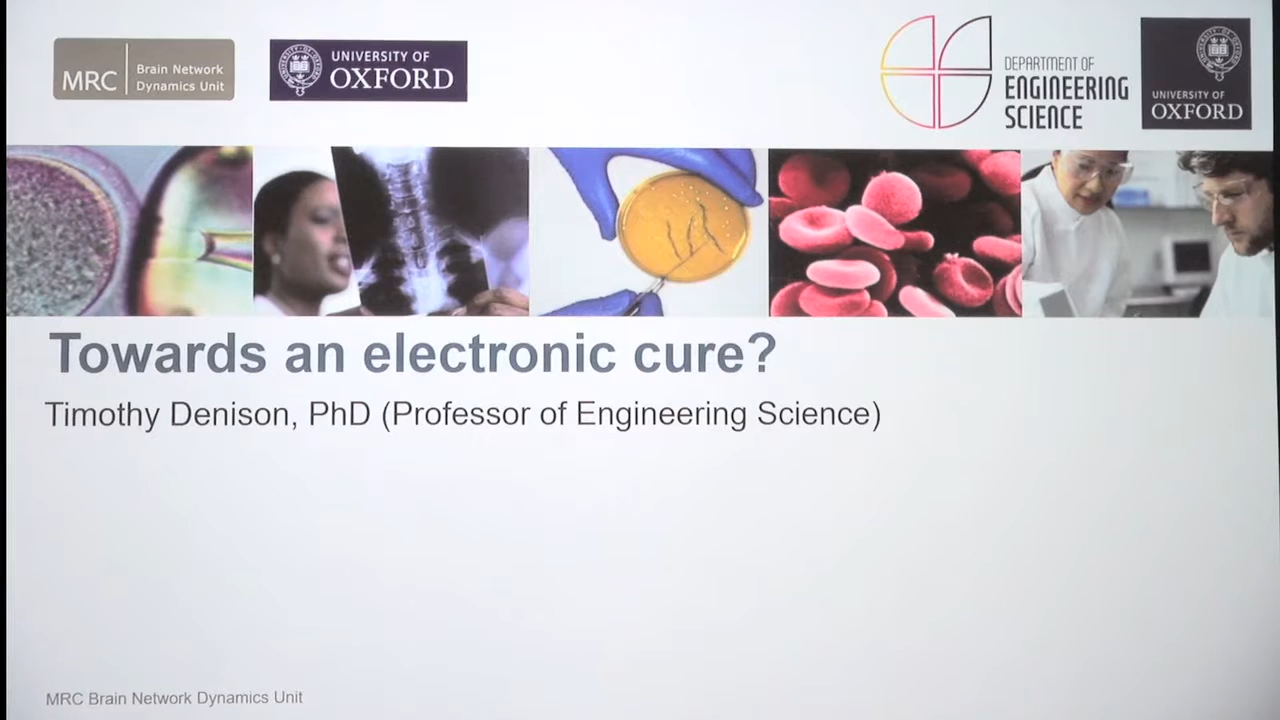 MRC
Brain Network
Dynamics Unit
UNIVERSITY OF
OXFORD
DEPARTMENT OF
ENGINEERING
SCIENCE
UNIVERSITY OF
OXFORD
Towards an electronic cure?
Timothy Denison, PhD (Professor of Engineering Science)
MRC Brain Network Dynamics Unit